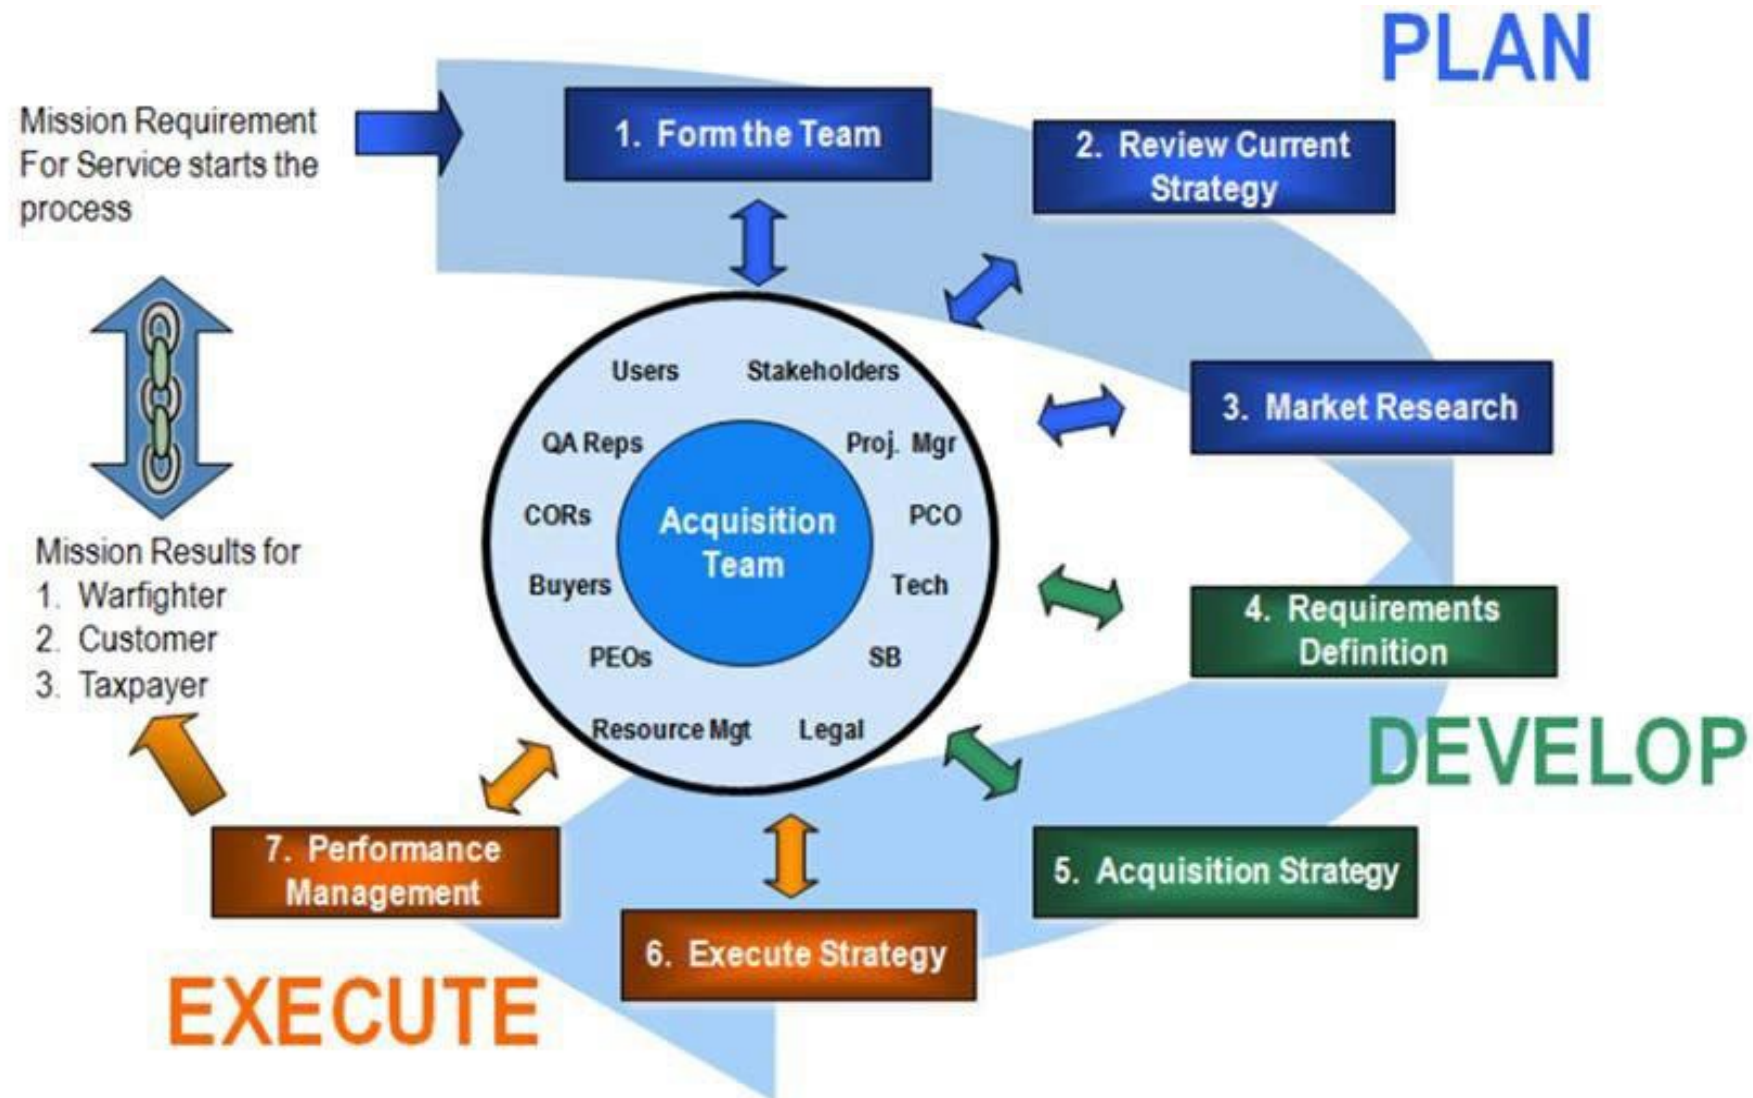 PLAN
Mission Requirement
For Service starts the
process
1. Form the Team
2. Review Current
Strategy
3. Market Research
Users
Stakeholders
QA Reps
Proj. Mgr
CORs
PCO
Acquisition
Team
Buyers
Tech
PEOs
SB
Resource Mgt
Legal
4. Requirements
Definition
DEVELOP
5. Acquisition Strategy
6. Execute Strategy
7. Performance
Management
EXECUTE
Mission Results for
1. Warfighter
2. Customer
3. Taxpayer